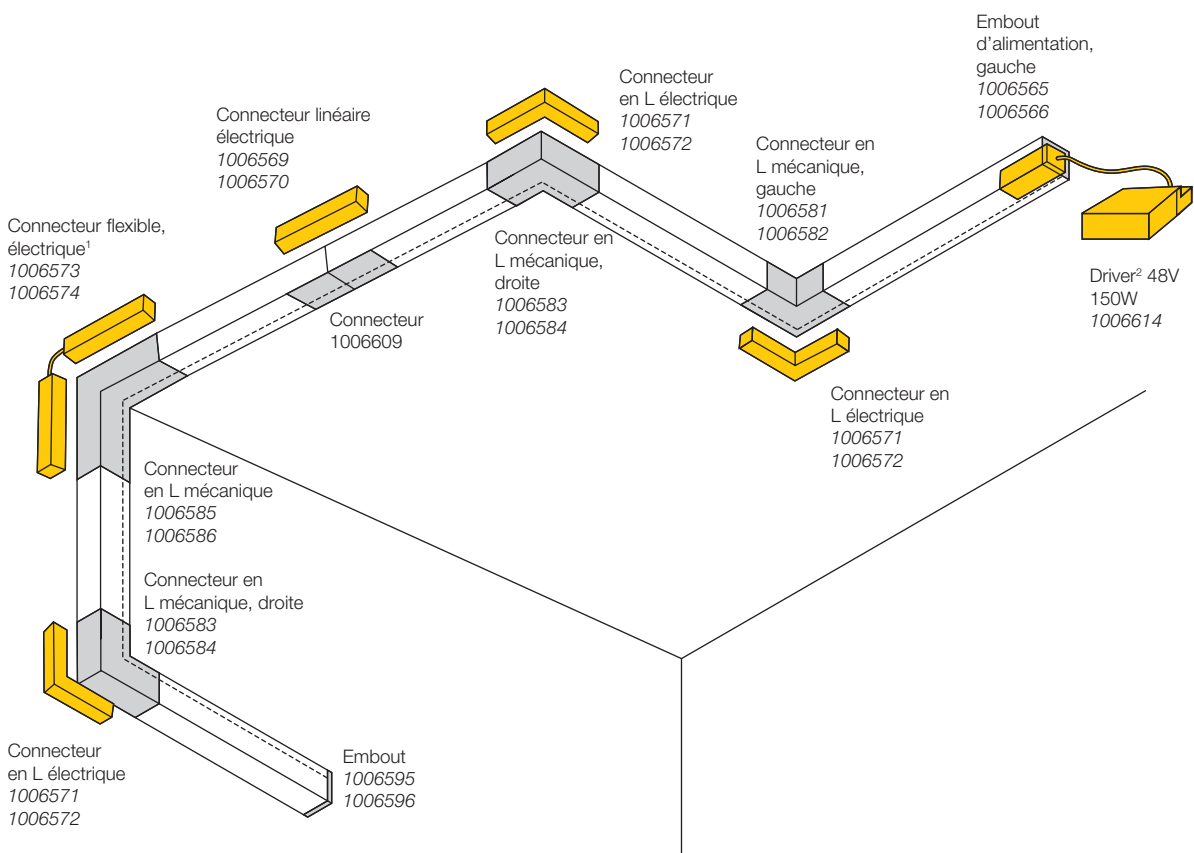 Embout
d’alimentation,
gauche
1006565
1006566
Connecteur
en L électrique
1006571
1006572
Connecteur linéaire
électrique
1006569
1006570
Connecteur en
L mécanique,
gauche
1006581
1006582
Connecteur flexible,
électrique¹
1006573
1006574
Connecteur en
L mécanique,
droite
1006583
1006584
Driver² 48V
150W
1006614
Connecteur
1006609
Connecteur en
L électrique
1006571
1006572
Connecteur
en L mécanique
1006585
1006586
Connecteur en
L mécanique, droite
1006583
1006584
Connecteur
en L électrique
1006571
1006572
Embout
1006595
1006596